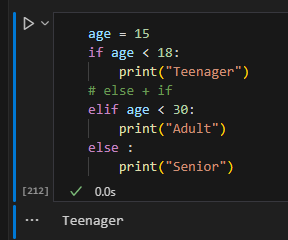 age = 15
if age < 18:
    print("Teenager")
# else + if
elif age < 30:
    print("Adult")
else :
    print("Senior")
[212]
0.0s
... Teenager